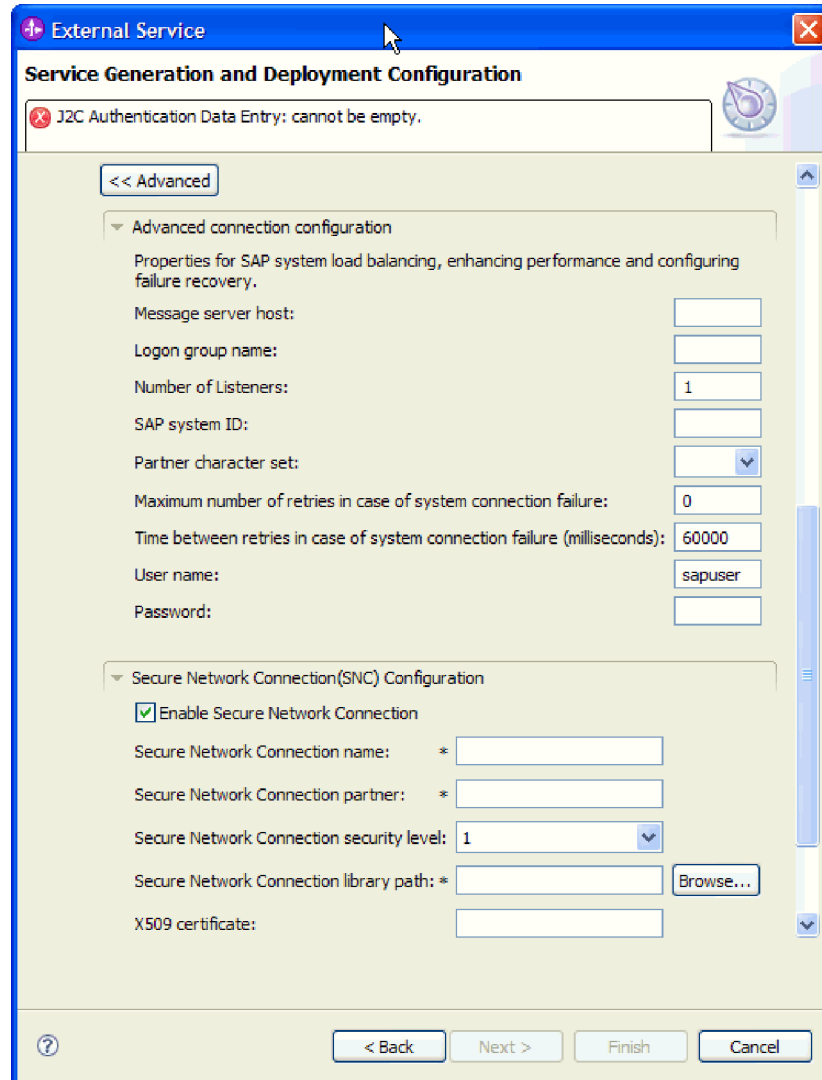 External Service
Service Generation and Deployment Configuration
J2C Authentication Data Entry: cannot be empty.
<< Advanced
Advanced connection configuration
Properties for SAP system load balancing, enhancing performance and configuring
failure recovery.
Message server host:
Logon group name:
Number of Listeners: 1
SAP system ID:
Partner character set:
Maximum number of retries in case of system connection failure: 0
Time between retries in case of system connection failure (milliseconds): 60000
User name: sapuser
Password:
Secure Network Connection(SNC) Configuration
Enable Secure Network Connection
Secure Network Connection name: *
Secure Network Connection partner: *
Secure Network Connection security level: 1
Secure Network Connection library path: * Browse...
X509 certificate:
? < Back Next > Finish Cancel